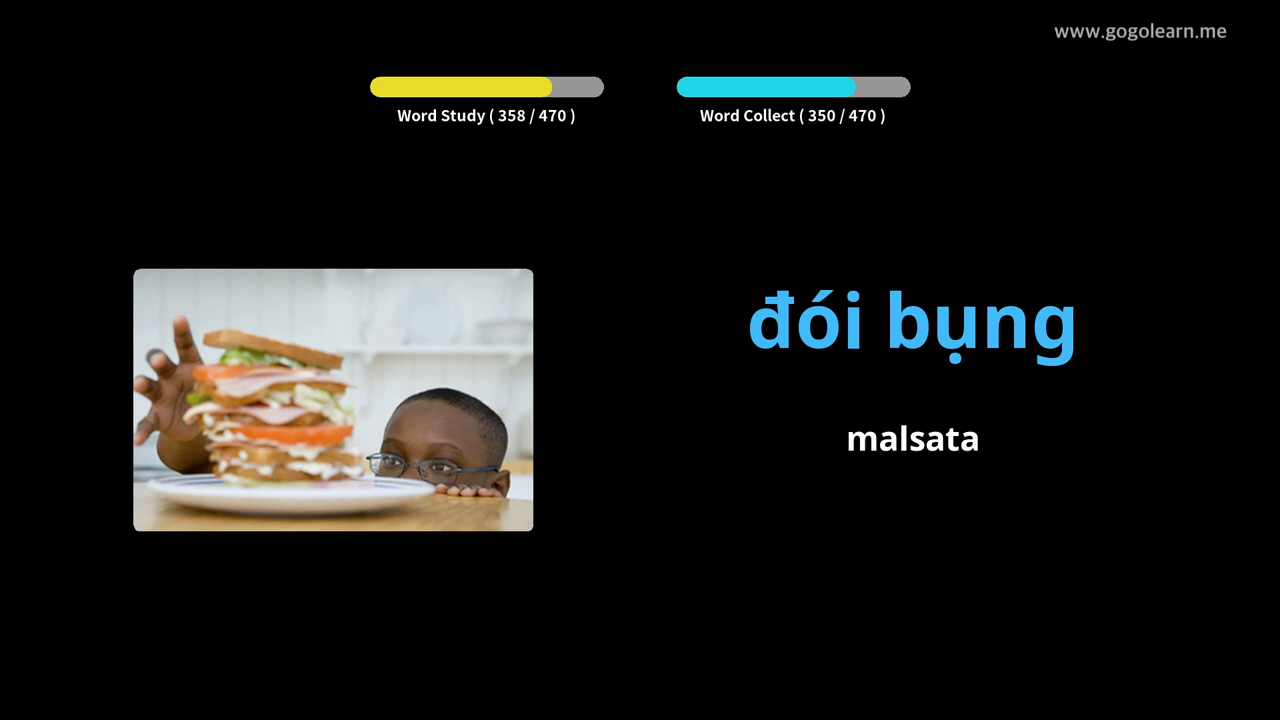 www.gogolearn.me
Word Study ( 358 / 470 )
Word Collect ( 350 / 470 )
đói bụng
malsata